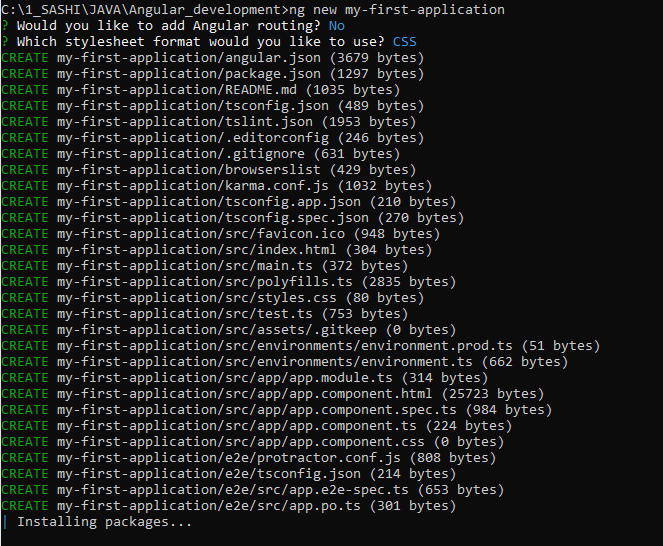 C:\1_SASHI\JAVA\Angular_development>ng new my-first-application
? Would you like to add Angular routing? No
? Which stylesheet format would you like to use? CSS
CREATE my-first-application/angular.json (3679 bytes)
CREATE my-first-application/package.json (1297 bytes)
CREATE my-first-application/README.md (1035 bytes)
CREATE my-first-application/tsconfig.json (489 bytes)
CREATE my-first-application/tslint.json (1953 bytes)
CREATE my-first-application/.editorconfig (246 bytes)
CREATE my-first-application/.gitignore (631 bytes)
CREATE my-first-application/browserslist (429 bytes)
CREATE my-first-application/karma.conf.js (1032 bytes)
CREATE my-first-application/tsconfig.app.json (210 bytes)
CREATE my-first-application/tsconfig.spec.json (270 bytes)
CREATE my-first-application/src/favicon.ico (948 bytes)
CREATE my-first-application/src/index.html (304 bytes)
CREATE my-first-application/src/main.ts (372 bytes)
CREATE my-first-application/src/polyfills.ts (2835 bytes)
CREATE my-first-application/src/styles.css (80 bytes)
CREATE my-first-application/src/test.ts (753 bytes)
CREATE my-first-application/src/assets/.gitkeep (0 bytes)
CREATE my-first-application/src/environments/environment.prod.ts (51 bytes)
CREATE my-first-application/src/environments/environment.ts (662 bytes)
CREATE my-first-application/src/app/app.module.ts (314 bytes)
CREATE my-first-application/src/app/app.component.html (25723 bytes)
CREATE my-first-application/src/app/app.component.spec.ts (984 bytes)
CREATE my-first-application/src/app/app.component.ts (224 bytes)
CREATE my-first-application/src/app/app.component.css (0 bytes)
CREATE my-first-application/e2e/protractor.conf.js (808 bytes)
CREATE my-first-application/e2e/tsconfig.json (214 bytes)
CREATE my-first-application/e2e/src/app.e2e-spec.ts (653 bytes)
CREATE my-first-application/e2e/src/app.po.ts (301 bytes)
| Installing packages...